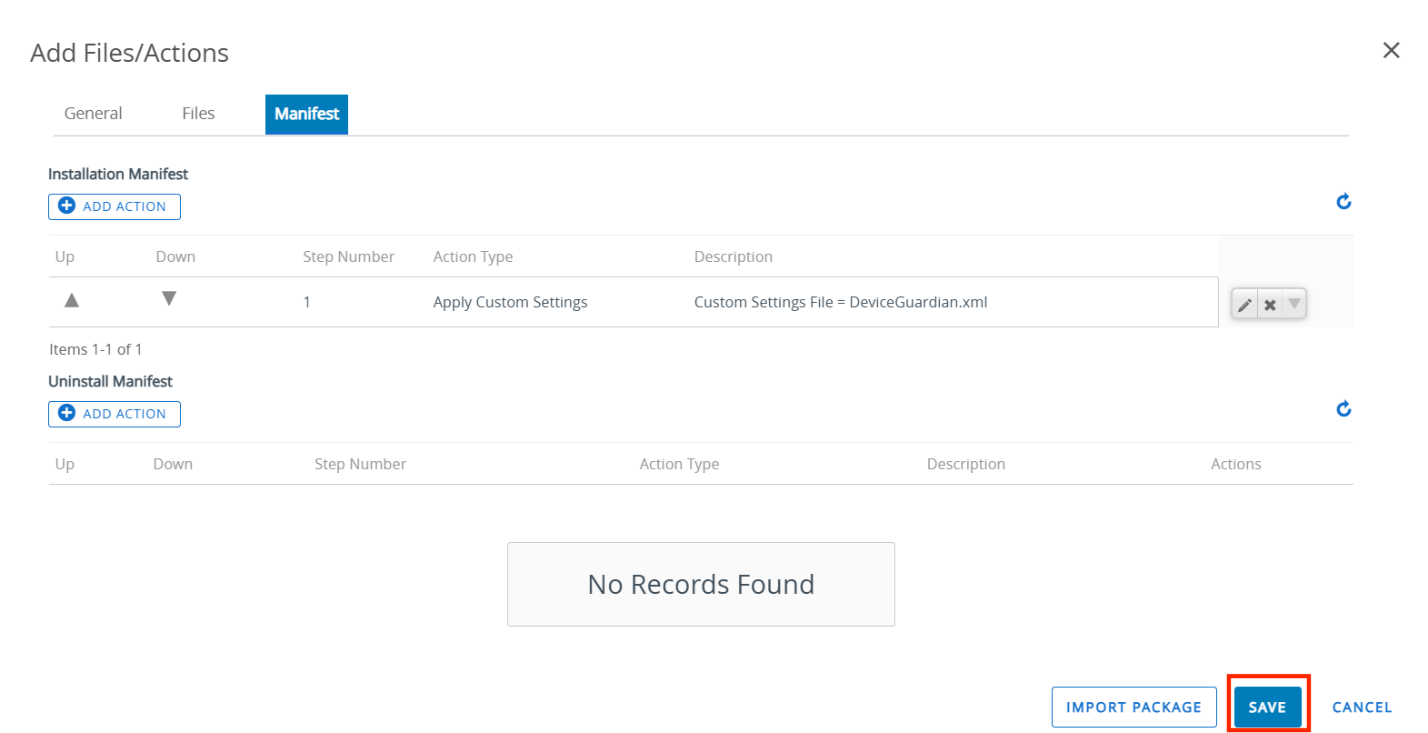 Add Files/Actions
General Files Manifest
Installation Manifest
ADD ACTION
Up Down Step Number Action Type Description
1 Apply Custom Settings Custom Settings File = DeviceGuardian.xml
Items 1-1 of 1
Uninstall Manifest
ADD ACTION
Up Down Step Number Action Type Description Actions
No Records Found
IMPORT PACKAGE SAVE CANCEL